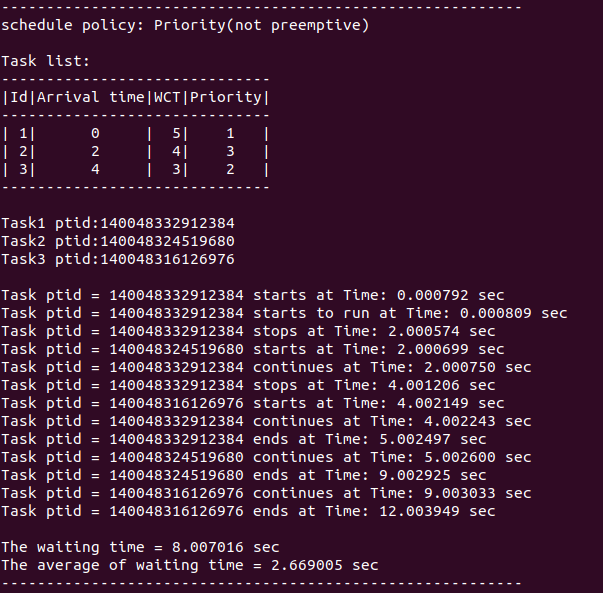 ----------------------------------------------------------
schedule policy: Priority(not preemptive)
Task list:
------------------------------
|Id|Arrival time|WCT|Priority|
------------------------------
| 1|      0     |  5|    1   |
| 2|      2     |  4|    3   |
| 3|      4     |  3|    2   |
------------------------------
Task1 ptid:140048332912384
Task2 ptid:140048324519680
Task3 ptid:140048316126976
Task ptid = 140048332912384 starts at Time: 0.000792 sec
Task ptid = 140048332912384 starts to run at Time: 0.000809 sec
Task ptid = 140048332912384 stops at Time: 2.000574 sec
Task ptid = 140048324519680 starts at Time: 2.000699 sec
Task ptid = 140048332912384 continues at Time: 2.000750 sec
Task ptid = 140048332912384 stops at Time: 4.001206 sec
Task ptid = 140048316126976 starts at Time: 4.002149 sec
Task ptid = 140048332912384 continues at Time: 4.002243 sec
Task ptid = 140048332912384 ends at Time: 5.002497 sec
Task ptid = 140048324519680 continues at Time: 5.002600 sec
Task ptid = 140048324519680 ends at Time: 9.002925 sec
Task ptid = 140048316126976 continues at Time: 9.003033 sec
Task ptid = 140048316126976 ends at Time: 12.003949 sec
The waiting time = 8.007016 sec
The average of waiting time = 2.669005 sec
----------------------------------------------------------